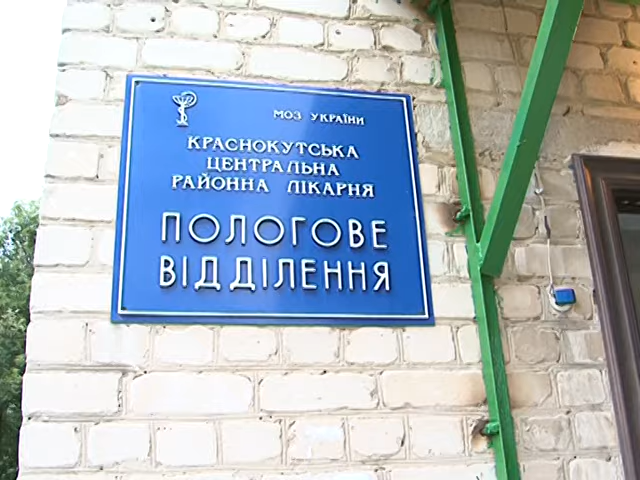 МОЗ УКРАЇНИ
КРАСНОКУТСЬКА
ЦЕНТРАЛЬНА
РАЙОННА ЛІКАРНЯ
ПОЛОГОВЕ
ВІДДІЛЕННЯ